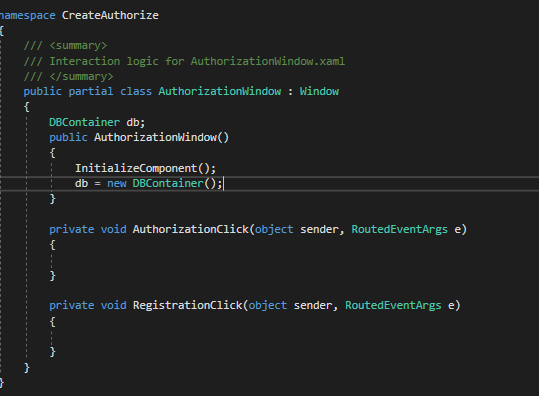 namespace CreateAuthorize
{
/// <summary>
/// Interaction logic for AuthorizationWindow.xaml
/// </summary>
public partial class AuthorizationWindow : Window
{
DBContainer db;
public AuthorizationWindow()
{
InitializeComponent();
db = new DBContainer();
}
private void AuthorizationClick(object sender, RoutedEventArgs e)
{
}
private void RegistrationClick(object sender, RoutedEventArgs e)
{
}
}
}